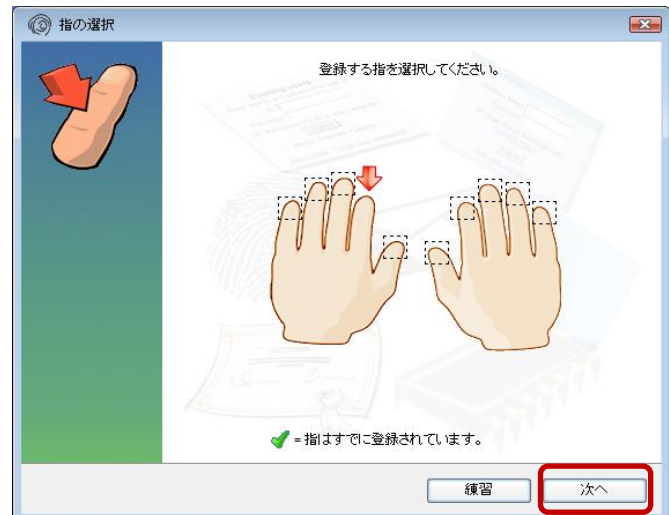 指の選択
登録する指を選択してください。
=指はすでに登録されています。
練習
次へ